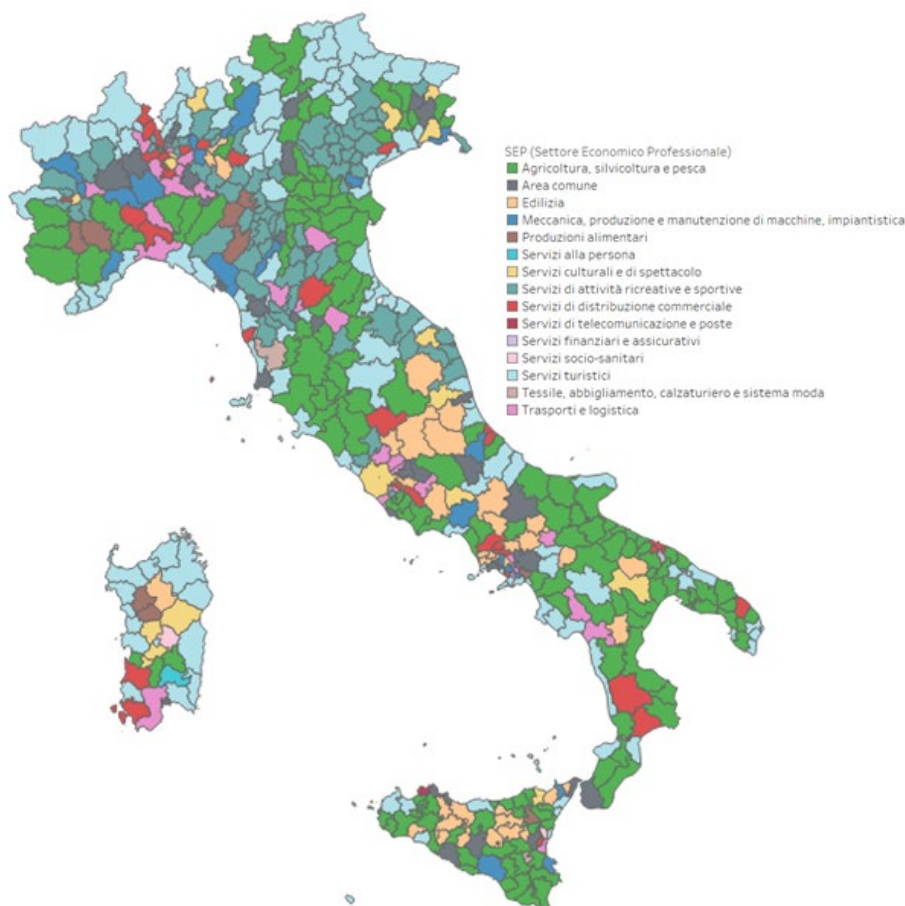 SEP (Settore Economico Professionale)
Agricoltura, silvicoltura e pesca
Area comune
Edilizia
Meccanica, produzione e manutenzione di macchine, impiantistica
Produzioni alimentari
Servizi alla persona
Servizi culturali e di spettacolo
Servizi di attività ricreative e sportive
Servizi di distribuzione commerciale
Servizi di telecomunicazione e poste
Servizi finanziari e assicurativi
Servizi socio-sanitari
Servizi turistici
Tessile, abbigliamento, calzaturiero e sistema moda
Trasporti e logistica